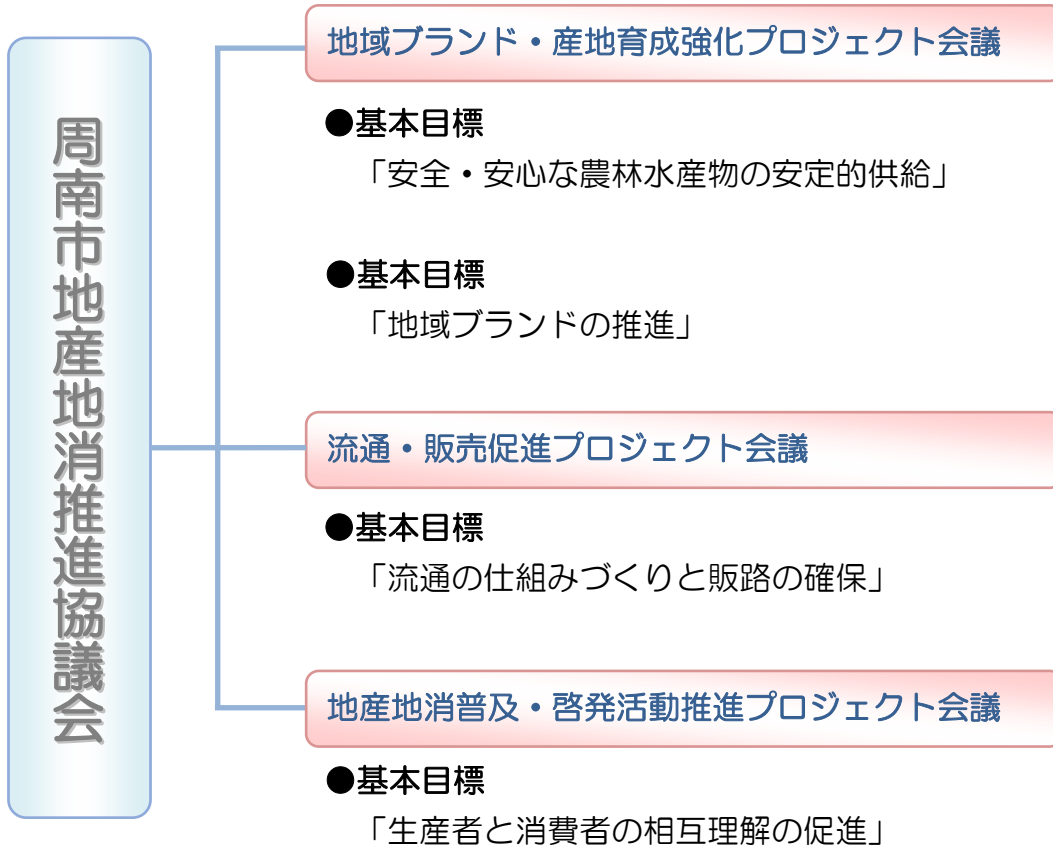 周南市地産地消推進協議会
地域ブランド・産地育成強化プロジェクト会議
●基本目標
「安全・安心な農林水産物の安定的供給」
●基本目標
「地域ブランドの推進」
流通・販売促進プロジェクト会議
●基本目標
「流通の仕組みづくりと販路の確保」
地産地消普及・啓発活動推進プロジェクト会議
●基本目標
「生産者と消費者の相互理解の促進」